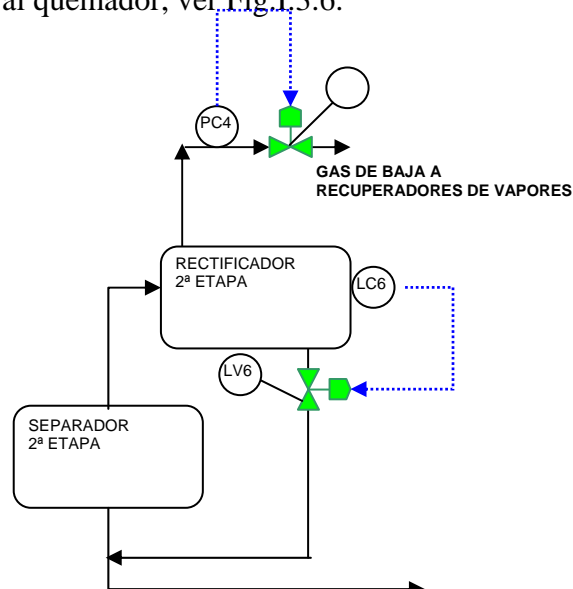 al quemador, ver Fig.I.3.6.
PC4
GAS DE BAJA A
RECUPERADORES DE VAPORES
RECTIFICADOR
2ª ETAPA
LC6
LV6
SEPARADOR
2ª ETAPA